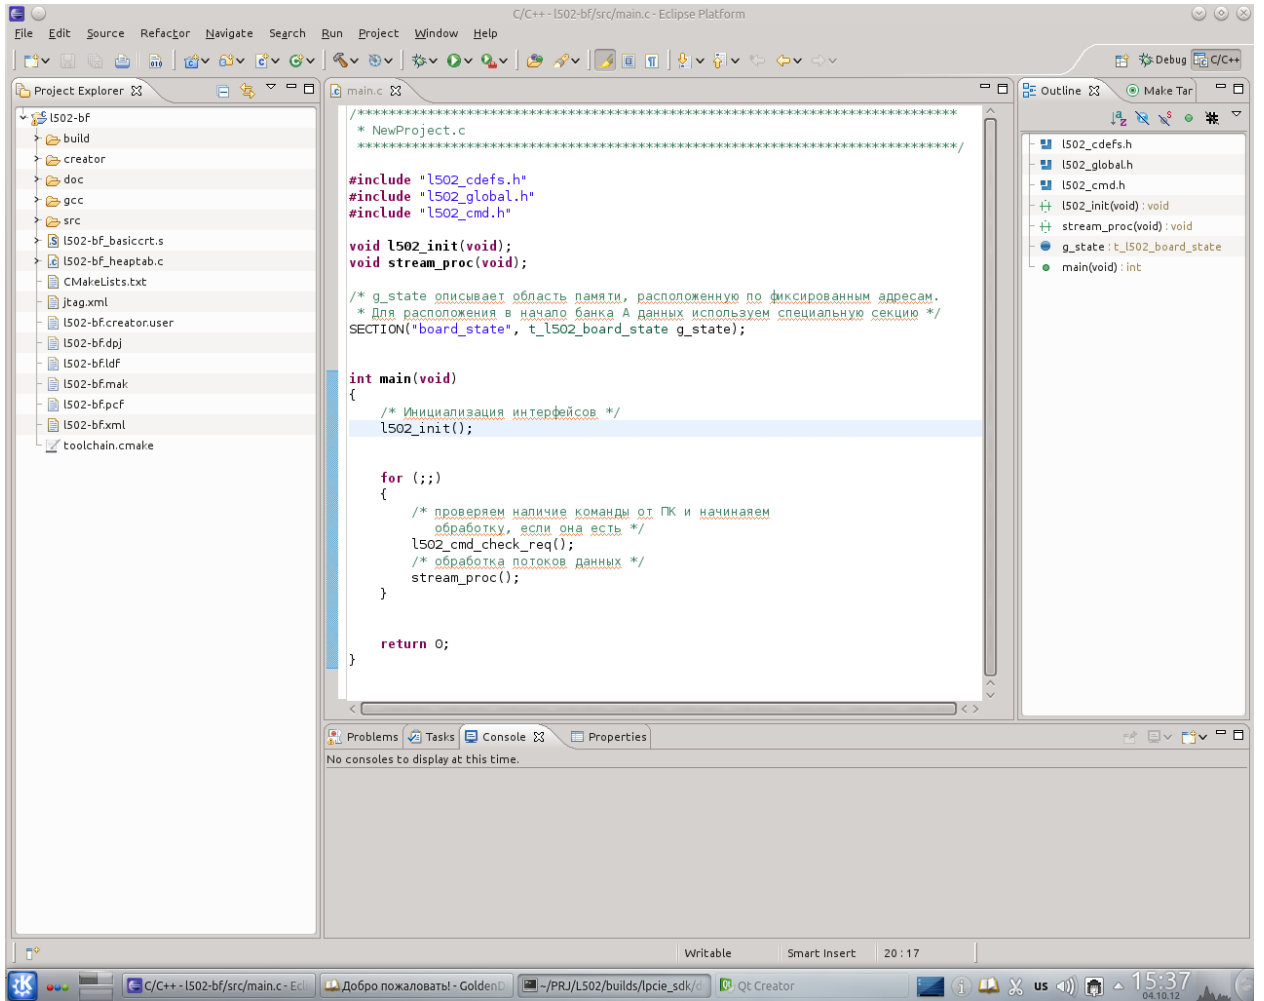 C/C++ - l502-bf/src/main.c - Eclipse Platform
File Edit Source Refactor Navigate Search Run Project Window Help
Debug C/C++
Project Explorer
l502-bf
build
creator
doc
gcc
src
l502-bf_basiccrt.s
l502-bf_heaptab.c
CMakeLists.txt
jtag.xml
l502-bf.creator.user
l502-bf.dpj
l502-bf.ldf
l502-bf.mak
l502-bf.pcf
l502-bf.xml
toolchain.cmake
main.c
/*****************************************************************************
* NewProject.c
*****************************************************************************/
#include "l502_cdefs.h"
#include "l502_global.h"
#include "l502_cmd.h"
void l502_init(void);
void stream_proc(void);
/* g_state описывает область памяти, расположенную по фиксированным адресам.
* Для расположения в начало банка А данных используем специальную секцию */
SECTION("board_state", t_l502_board_state g_state);
int main(void)
{
/* Инициализация интерфейсов */
l502_init();
for (;;)
{
/* проверяем наличие команды от ПК и начинаяем
обработку, если она есть */
l502_cmd_check_req();
/* обработка потоков данных */
stream_proc();
}
return 0;
}
Outline Make Tar
l502_cdefs.h
l502_global.h
l502_cmd.h
l502_init(void) : void
stream_proc(void) : void
g_state : t_l502_board_state
main(void) : int
Problems Tasks Console Properties
No consoles to display at this time.
Writable Smart Insert 20 : 17
C/C++ - l502-bf/src/main.c - Ecli
Добро пожаловать! - GoldenD
~/PRJ/L502/builds/lpcie_sdk/d
Qt Creator
us
15:37
04.10.12